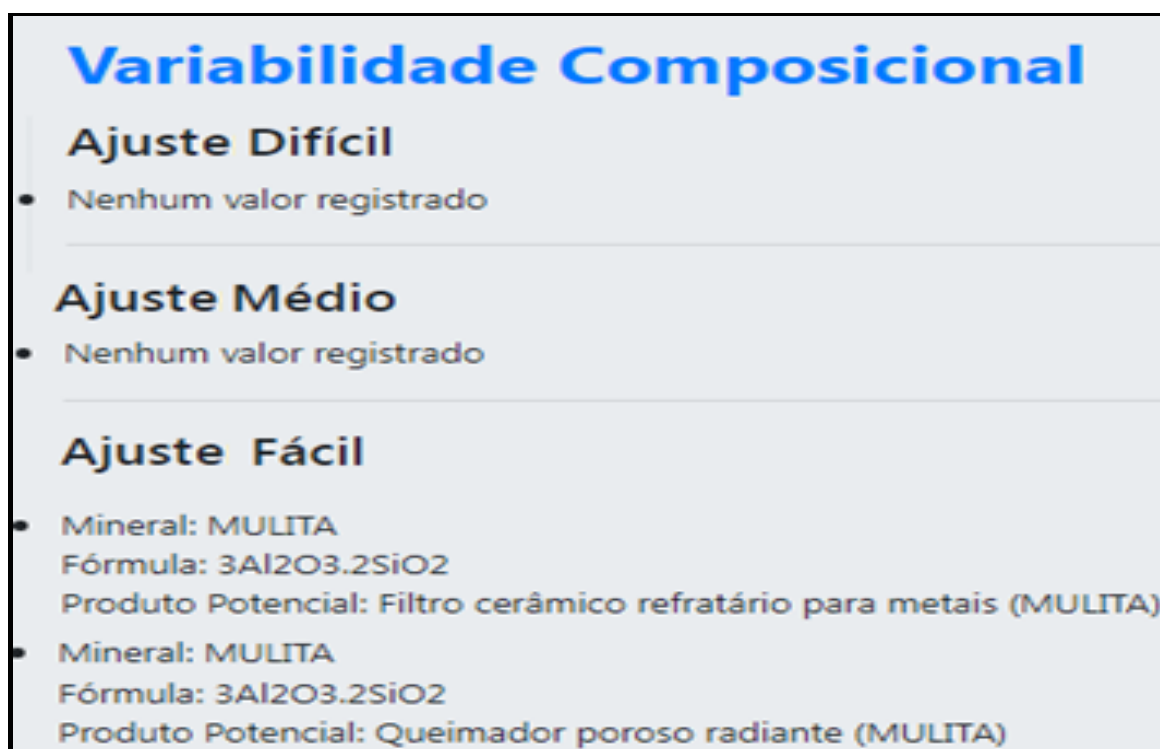 Variabilidade Composicional
Ajuste Difícil
• Nenhum valor registrado
Ajuste Médio
• Nenhum valor registrado
Ajuste Fácil
• Mineral: MULITA
Fórmula: 3Al2O3.2SiO2
Produto Potencial: Filtro cerâmico refratário para metais (MULITA)
• Mineral: MULITA
Fórmula: 3Al2O3.2SiO2
Produto Potencial: Queimador poroso radiante (MULITA)